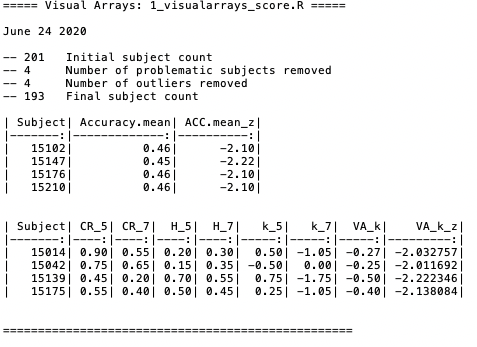 ===== Visual Arrays: 1_visualarrays_score.R =====
June 24 2020
-- 201   Initial subject count
-- 4     Number of problematic subjects removed
-- 4     Number of outliers removed
-- 193   Final subject count
| Subject| Accuracy.mean| ACC.mean_z|
|-------:|-------------:|----------:|
|   15102|          0.46|      -2.10|
|   15147|          0.45|      -2.22|
|   15176|          0.46|      -2.10|
|   15210|          0.46|      -2.10|
| Subject| CR_5| CR_7|  H_5|  H_7|   k_5|   k_7|  VA_k|    VA_k_z|
|-------:|----:|----:|----:|----:|-----:|-----:|-----:|---------:|
|   15014| 0.90| 0.55| 0.20| 0.30|  0.50| -1.05| -0.27| -2.032757|
|   15042| 0.75| 0.65| 0.15| 0.35| -0.50|  0.00| -0.25| -2.011692|
|   15139| 0.45| 0.20| 0.70| 0.55|  0.75| -1.75| -0.50| -2.222346|
|   15175| 0.55| 0.40| 0.50| 0.45|  0.25| -1.05| -0.40| -2.138084|
==================================================